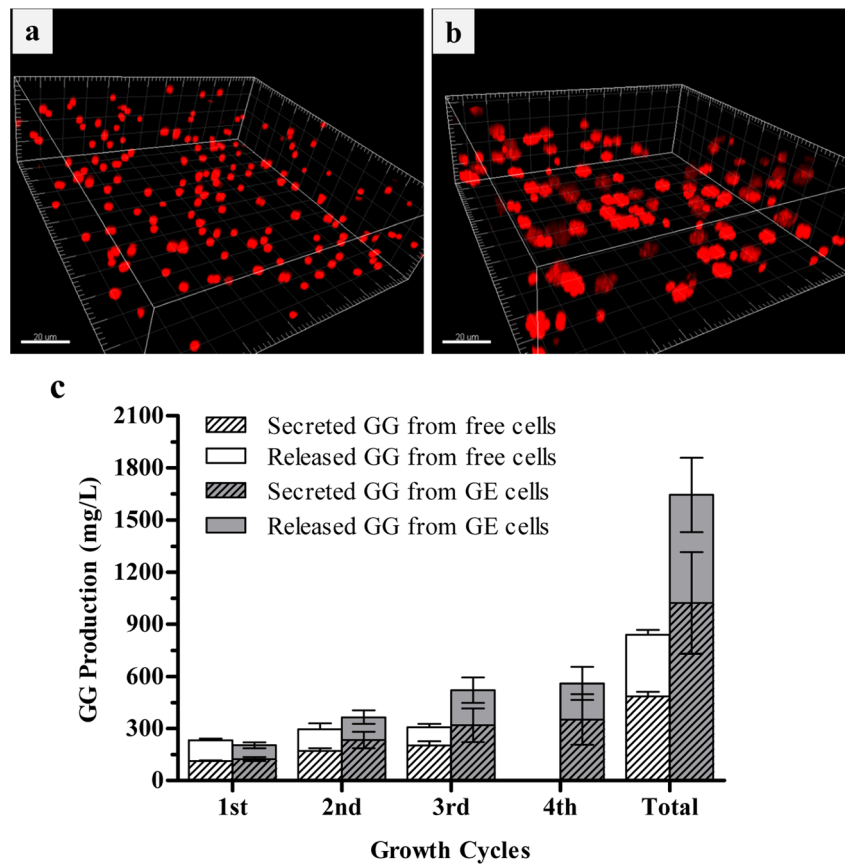 a
b
20 um
20 um
c
2100
1800
1500
1200
900
600
300
0
GG Production (mg/L)
Secreted GG from free cells
Released GG from free cells
Secreted GG from GE cells
Released GG from GE cells
1st 2nd 3rd 4th Total
Growth Cycles